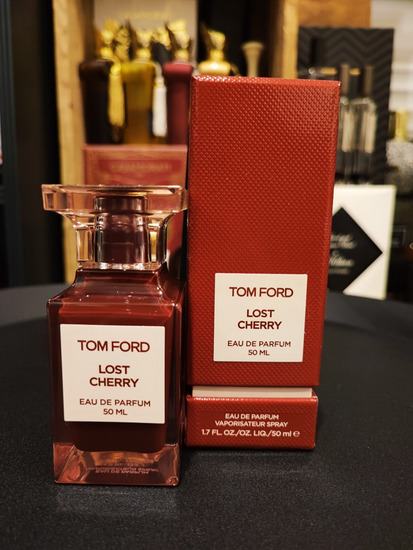 TOM FORD
LOST
CHERRY
EAU DE PARFUM
50 ML
TOM FORD
LOST
CHERRY
EAU DE PARFUM
50 ML
EAU DE PARFUM
VAPORISATEUR SPRAY
1.7 FL. OZ./OZ. LIQ./50 ml e